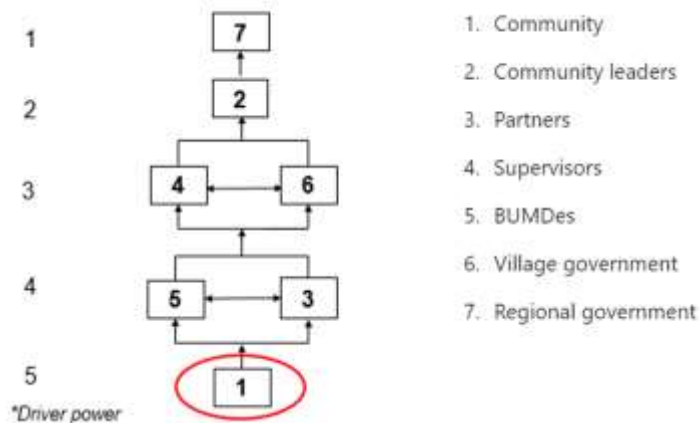 1
7
1. Community
2
2
2. Community leaders
3. Partners
3
4
6
4. Supervisors
5. BUMDes
4
5
3
6. Village government
7. Regional government
5
1
*Driver power